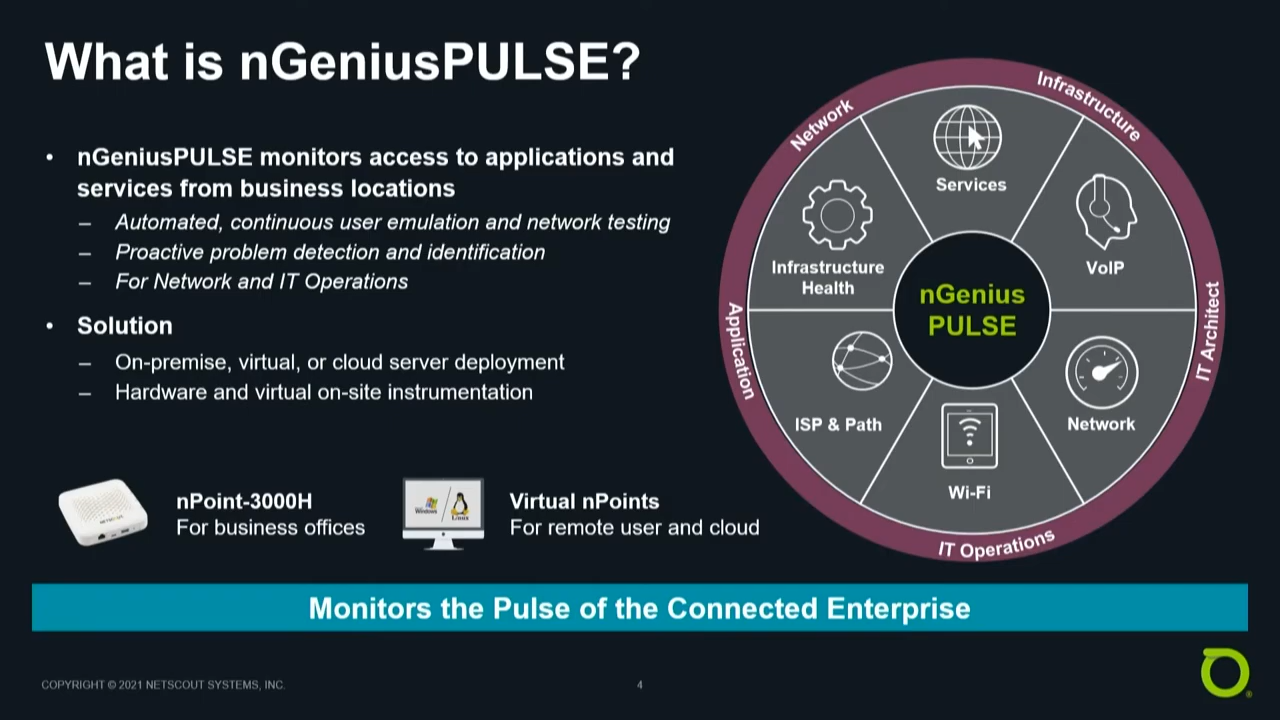 What is nGeniusPULSE?
• nGeniusPULSE monitors access to applications and
services from business locations
– Automated, continuous user emulation and network testing
– Proactive problem detection and identification
– For Network and IT Operations
• Solution
– On-premise, virtual, or cloud server deployment
– Hardware and virtual on-site instrumentation
nPoint-3000H
For business offices
Windows
Linux
Virtual nPoints
For remote user and cloud
Network
Infrastructure
IT Architect
IT Operations
Application
Services
VoIP
Network
Wi-Fi
ISP & Path
Infrastructure
Health
nGenius
PULSE
Monitors the Pulse of the Connected Enterprise
COPYRIGHT © 2021 NETSCOUT SYSTEMS, INC.
4
®